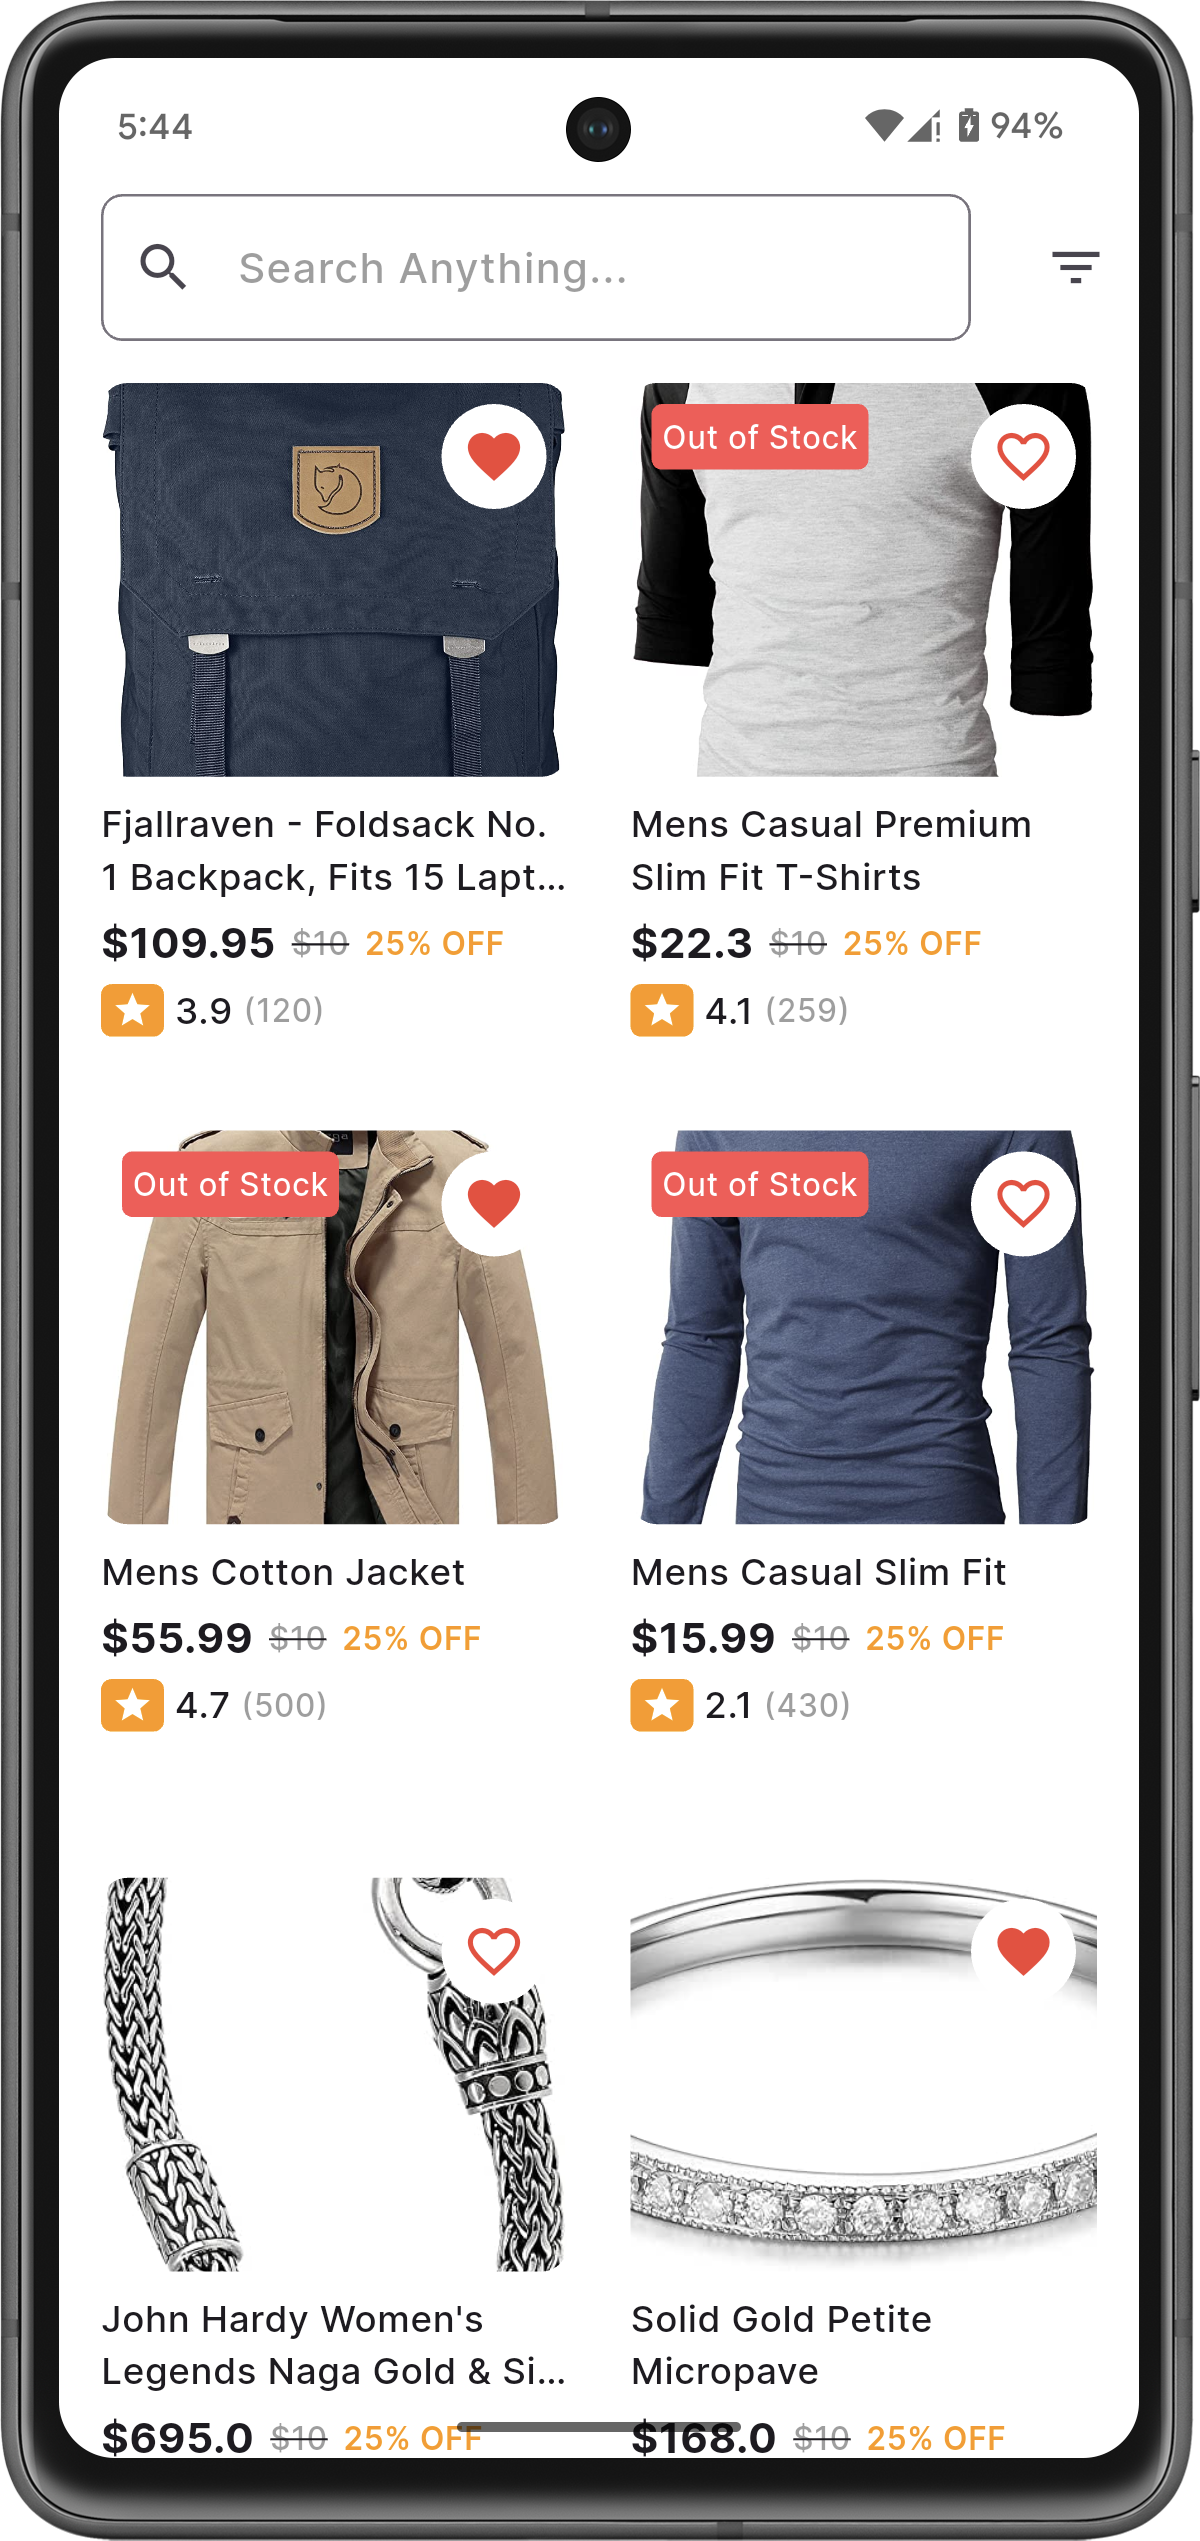 5:44
94%
Search Anything...
Out of Stock
Fjallraven - Foldsack No.
1 Backpack, Fits 15 Lapt...
$109.95 $10 25% OFF
3.9 (120)
Mens Casual Premium
Slim Fit T-Shirts
$22.3 $10 25% OFF
4.1 (259)
Out of Stock
Out of Stock
Mens Cotton Jacket
$55.99 $10 25% OFF
4.7 (500)
Mens Casual Slim Fit
$15.99 $10 25% OFF
2.1 (430)
John Hardy Women's
Legends Naga Gold & Si...
$695.0 $10 25% OFF
Solid Gold Petite
Micropave
$168.0 $10 25% OFF